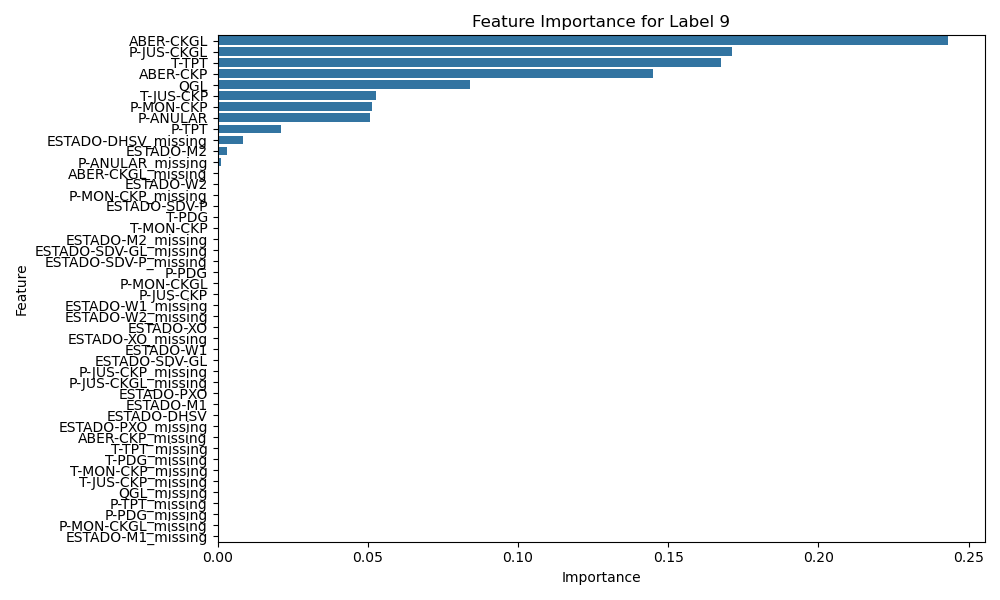 Feature Importance for Label 9
ABER-CKGL
P-JUS-CKGL
T-TPT
ABER-CKP
QGL
T-JUS-CKP
P-MON-CKP
P-ANULAR
P-TPT
ESTADO-DHSV_missing
ESTADO-M2
P-ANULAR_missing
ABER-CKGL_missing
ESTADO-W2
P-MON-CKP_missing
ESTADO-SDV-P
T-PDG
T-MON-CKP
ESTADO-M2_missing
ESTADO-SDV-GL_missing
ESTADO-SDV-P_missing
P-PDG
P-MON-CKGL
P-JUS-CKP
ESTADO-W1_missing
ESTADO-W2_missing
ESTADO-XO
ESTADO-XO_missing
ESTADO-W1
ESTADO-SDV-GL
P-JUS-CKP_missing
P-JUS-CKGL_missing
ESTADO-PXO
ESTADO-M1
ESTADO-DHSV
ESTADO-PXO_missing
ABER-CKP_missing
T-TPT_missing
T-PDG_missing
T-MON-CKP_missing
T-JUS-CKP_missing
QGL_missing
P-TPT_missing
P-PDG_missing
P-MON-CKGL_missing
ESTADO-M1_missing
Feature
0.00 0.05 0.10 0.15 0.20 0.25
Importance